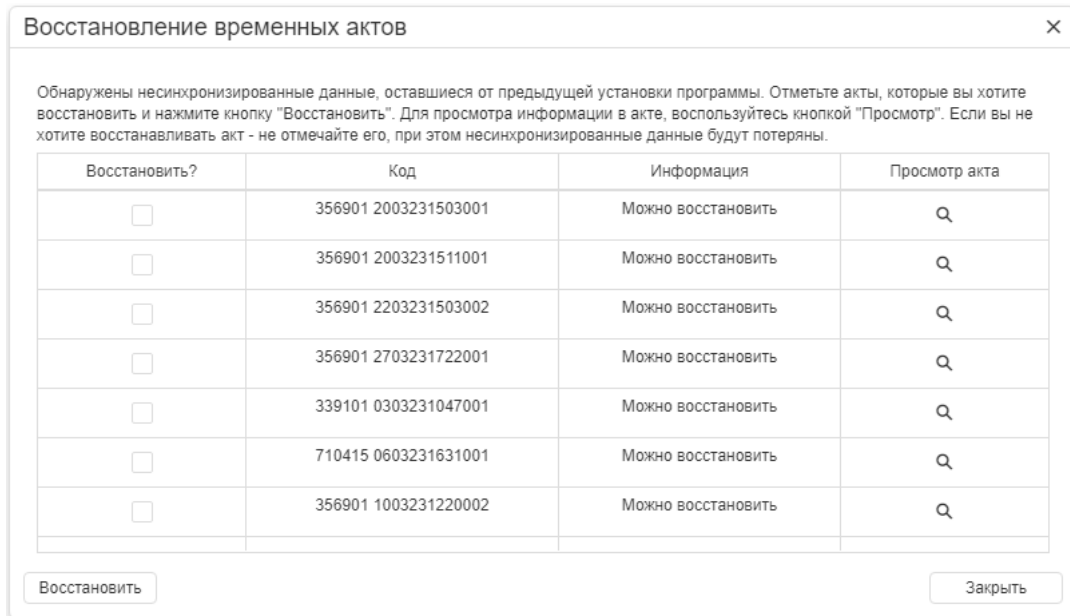 Восстановление временных актов
Обнаружены несинхронизированные данные, оставшиеся от предыдущей установки программы. Отметьте акты, которые вы хотите
восстановить и нажмите кнопку "Восстановить". Для просмотра информации в акте, воспользуйтесь кнопкой "Просмотр". Если вы не
хотите восстанавливать акт - не отмечайте его, при этом несинхронизированные данные будут потеряны.
Восстановить? Код Информация Просмотр акта
356901 2003231503001 Можно восстановить
356901 2003231511001 Можно восстановить
356901 2203231503002 Можно восстановить
356901 2703231722001 Можно восстановить
339101 0303231047001 Можно восстановить
710415 0603231631001 Можно восстановить
356901 1003231220002 Можно восстановить
Восстановить Закрыть